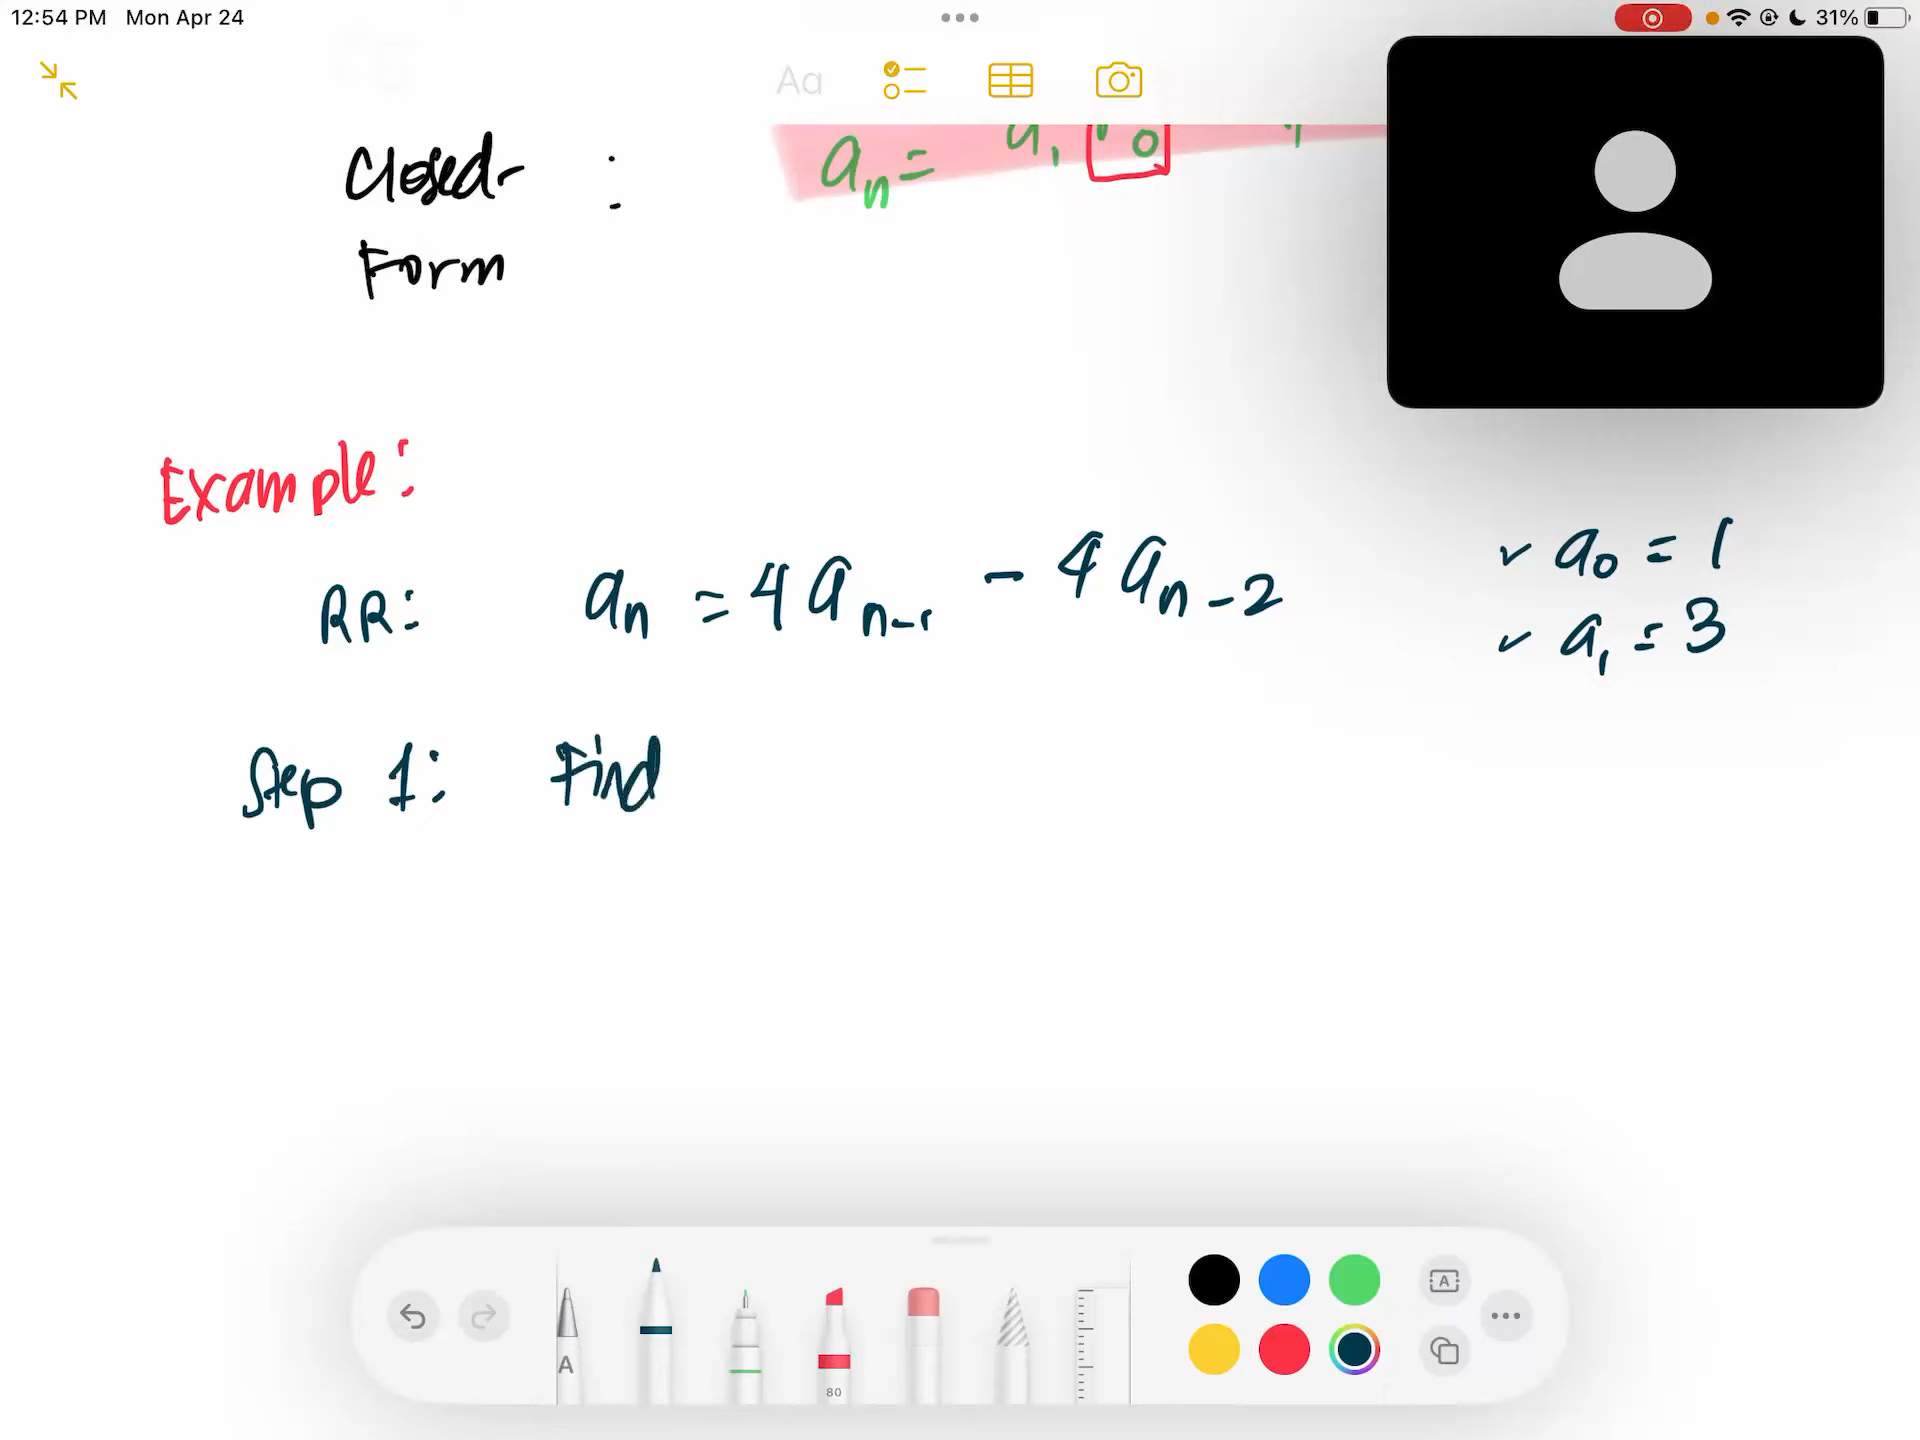 12:54 PM Mon Apr 24
31%
Aa
Closed-
Form
:
aₙ =
Example:
RR: aₙ = 4aₙ₋₁ - 4aₙ₋₂
✓ a₀ = 1
✓ a₁ = 3
Step 1: Find
A
80
A